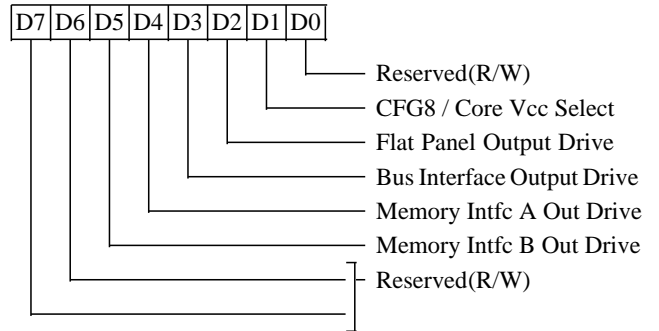 D7 D6 D5 D4 D3 D2 D1 D0
Reserved(R/W)
CFG8 / Core Vcc Select
Flat Panel Output Drive
Bus Interface Output Drive
Memory Intfc A Out Drive
Memory Intfc B Out Drive
Reserved(R/W)